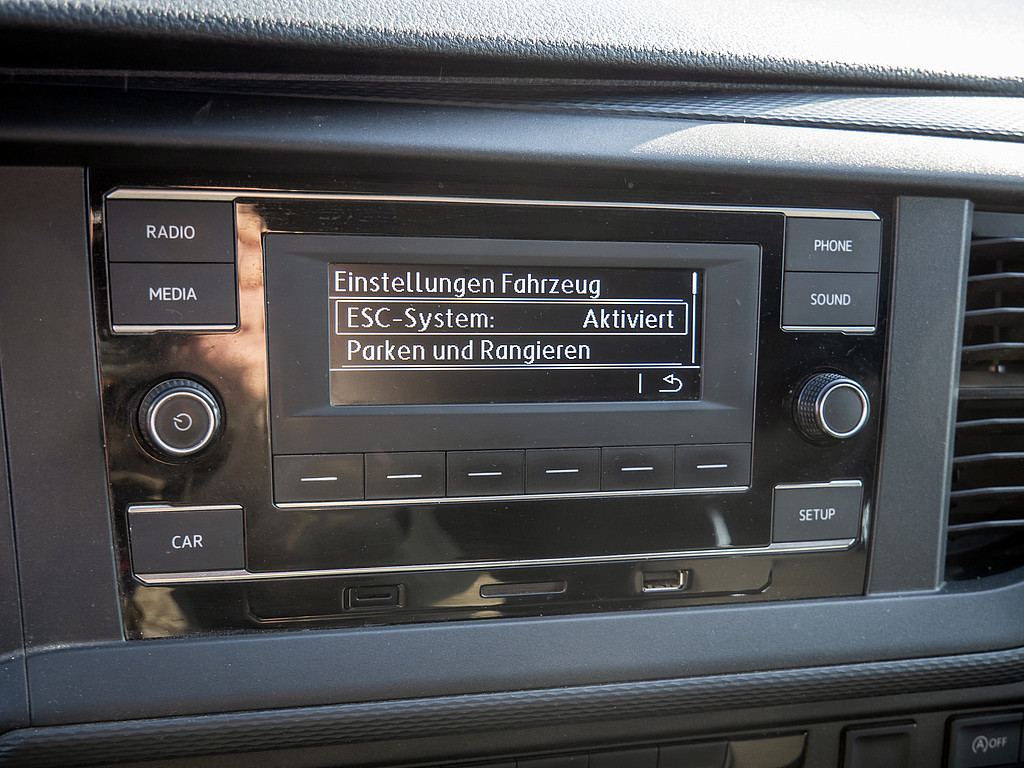 RADIO
PHONE
MEDIA
SOUND
Einstellungen Fahrzeug
ESC-System: Aktiviert
Parken und Rangieren
CAR
SETUP
A OFF